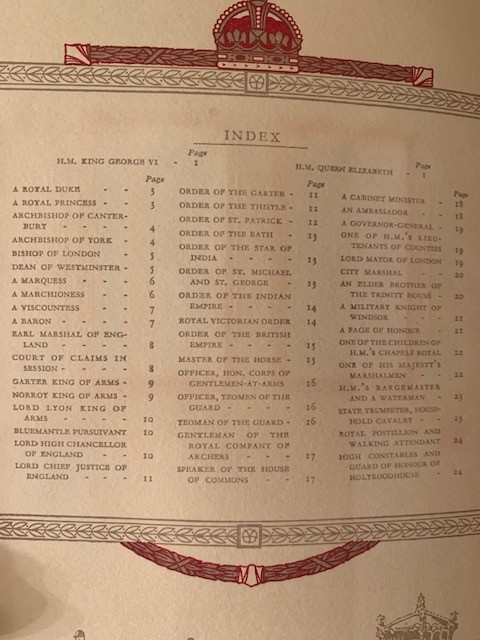 INDEX
Page
H.M. KING GEORGE VI - 1
Page
H.M. QUEEN ELIZABETH - 1
Page
A ROYAL DUKE - - 3
A ROYAL PRINCESS - - 3
ARCHBISHOP OF CANTER-
BURY - - - - 4
ARCHBISHOP OF YORK 4
BISHOP OF LONDON - 5
DEAN OF WESTMINSTER - 5
A MARQUESS - - - 6
A MARCHIONESS - - 6
A VISCOUNTESS - - 7
A BARON - - - 7
EARL MARSHAL OF ENG-
LAND - - - - 8
COURT OF CLAIMS IN
SESSION - - - - 8
GARTER KING OF ARMS - 9
NORROY KING OF ARMS - 9
LORD LYON KING OF
ARMS - - - - 10
BLUEMANTLE PURSUIVANT 10
LORD HIGH CHANCELLOR
OF ENGLAND - - 10
LORD CHIEF JUSTICE OF
ENGLAND - - - 11
Page
ORDER OF THE GARTER - 11
ORDER OF THE THISTLE - 12
ORDER OF ST. PATRICK - 12
ORDER OF THE BATH - 13
ORDER OF THE STAR OF
INDIA - - - - 13
ORDER OF ST. MICHAEL
AND ST. GEORGE - 13
ORDER OF THE INDIAN
EMPIRE - - - - 14
ROYAL VICTORIAN ORDER 14
ORDER OF THE BRITISH
EMPIRE - - - - 15
MASTER OF THE HORSE - 15
OFFICER, HON. CORPS OF
GENTLEMEN-AT-ARMS 16
OFFICER, YEOMEN OF THE
GUARD - - - - 16
YEOMAN OF THE GUARD - 16
GENTLEMAN OF THE
ROYAL COMPANY OF
ARCHERS - - - 17
SPEAKER OF THE HOUSE
OF COMMONS - - 17
Page
A CABINET MINISTER - 18
AN AMBASSADOR - - 18
A GOVERNOR-GENERAL - 19
ONE OF H.M.'S LIEU-
TENANTS OF COUNTIES 19
LORD MAYOR OF LONDON 19
CITY MARSHAL - - 20
AN ELDER BROTHER OF
THE TRINITY HOUSE - 20
A MILITARY KNIGHT OF
WINDSOR - - - 21
A PAGE OF HONOUR - 21
ONE OF THE CHILDREN OF
H.M.'S CHAPELS ROYAL 22
ONE OF HIS MAJESTY'S
MARSHALMEN - - 22
H.M.'S BARGEMASTER
AND A WATERMAN - 23
STATE TRUMPETER, HOUSE-
HOLD CAVALRY - - 23
ROYAL POSTILLION AND
WALKING ATTENDANT 24
HIGH CONSTABLES AND
GUARD OF HONOUR OF
HOLYROODHOUSE - 24